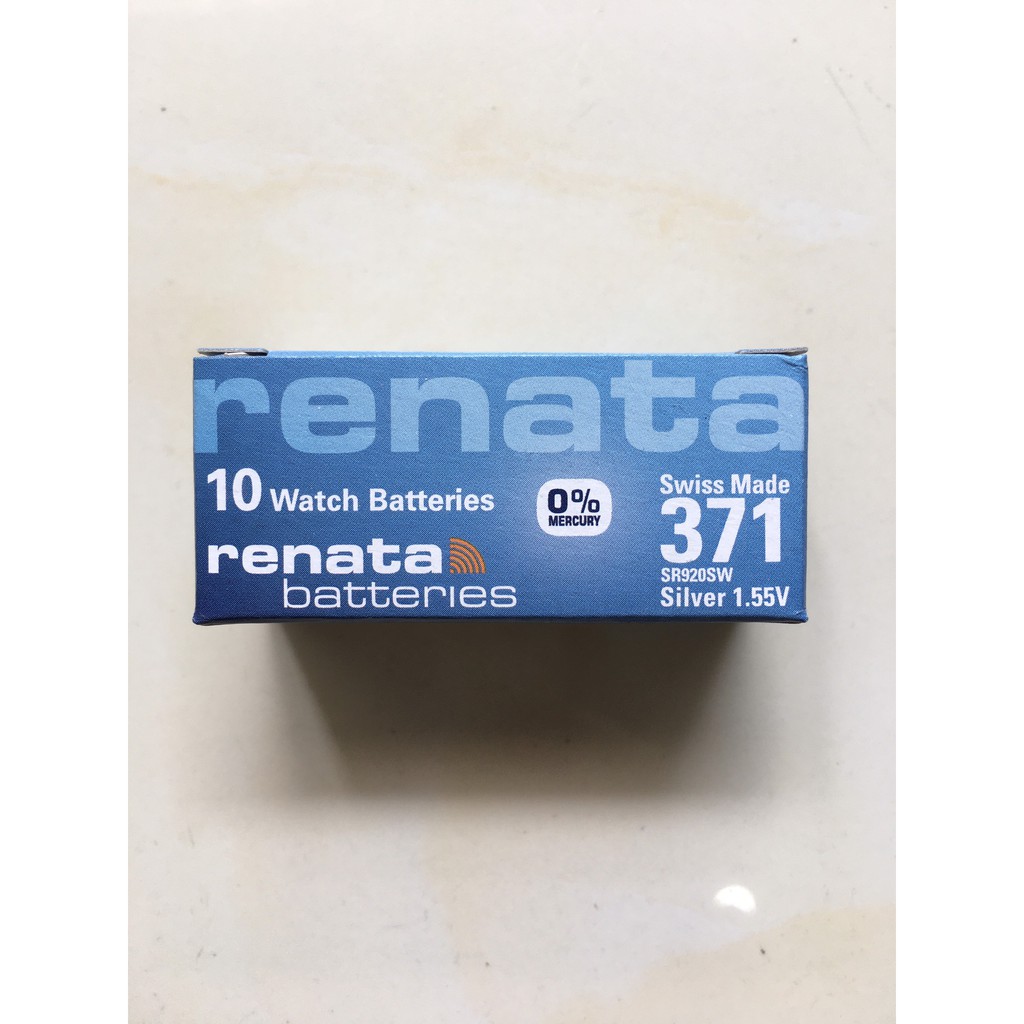 renata
10 Watch Batteries
renata
batteries
0%
MERCURY
Swiss Made
371
SR920SW
Silver 1.55V